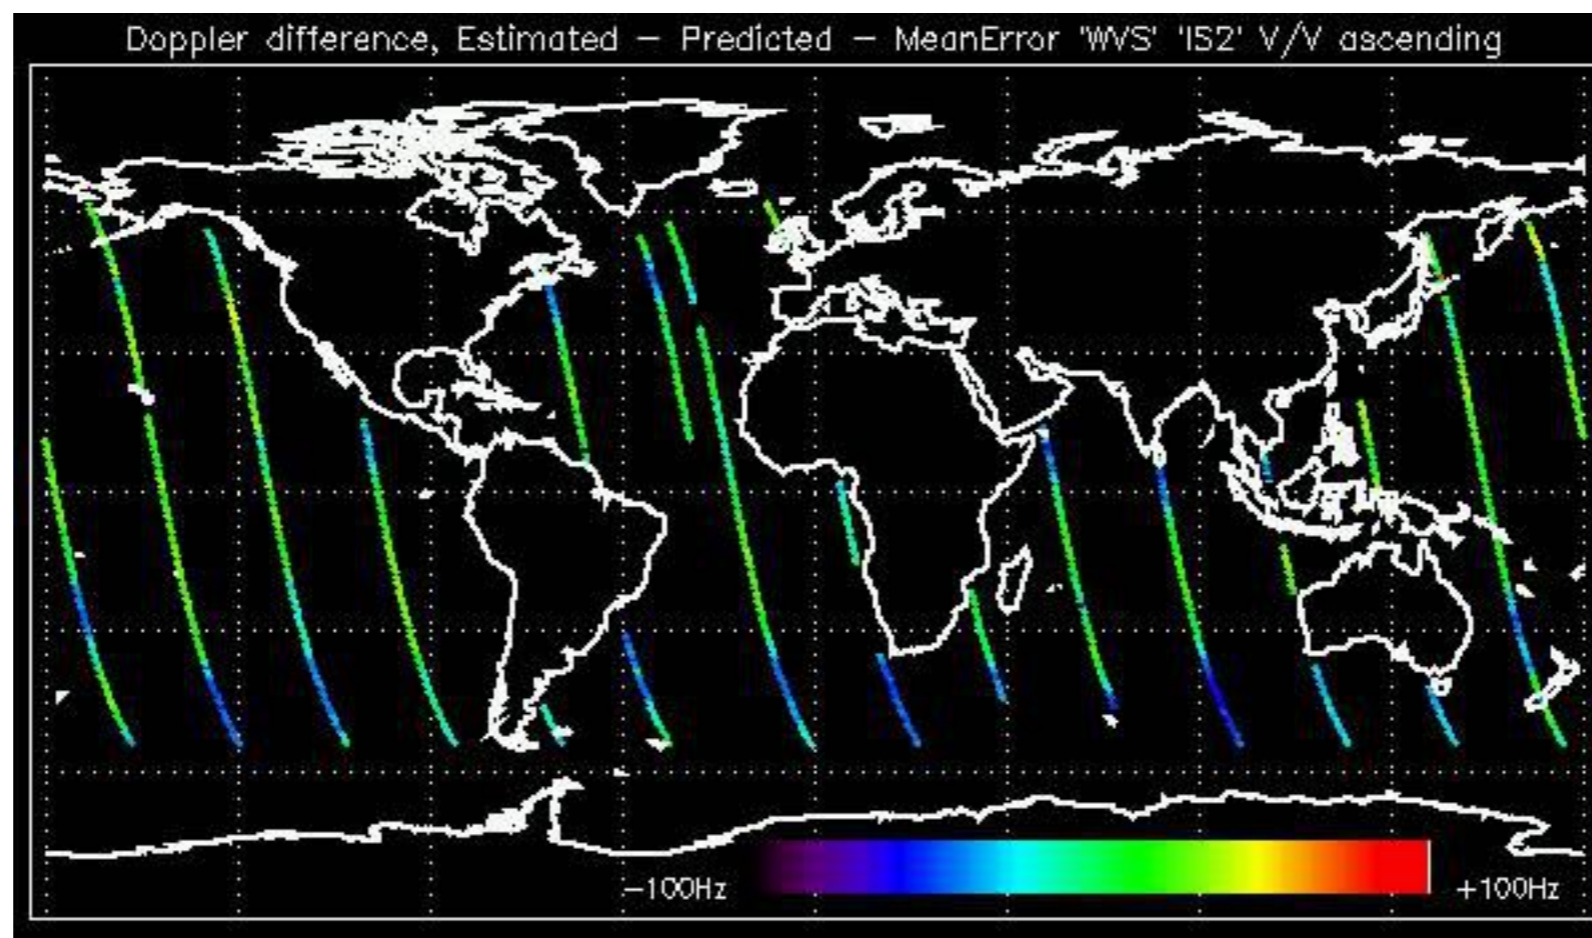 Doppler difference, Estimated – Predicted – MeanError 'WVS' 'IS2' V/V ascending
–100Hz
+100Hz